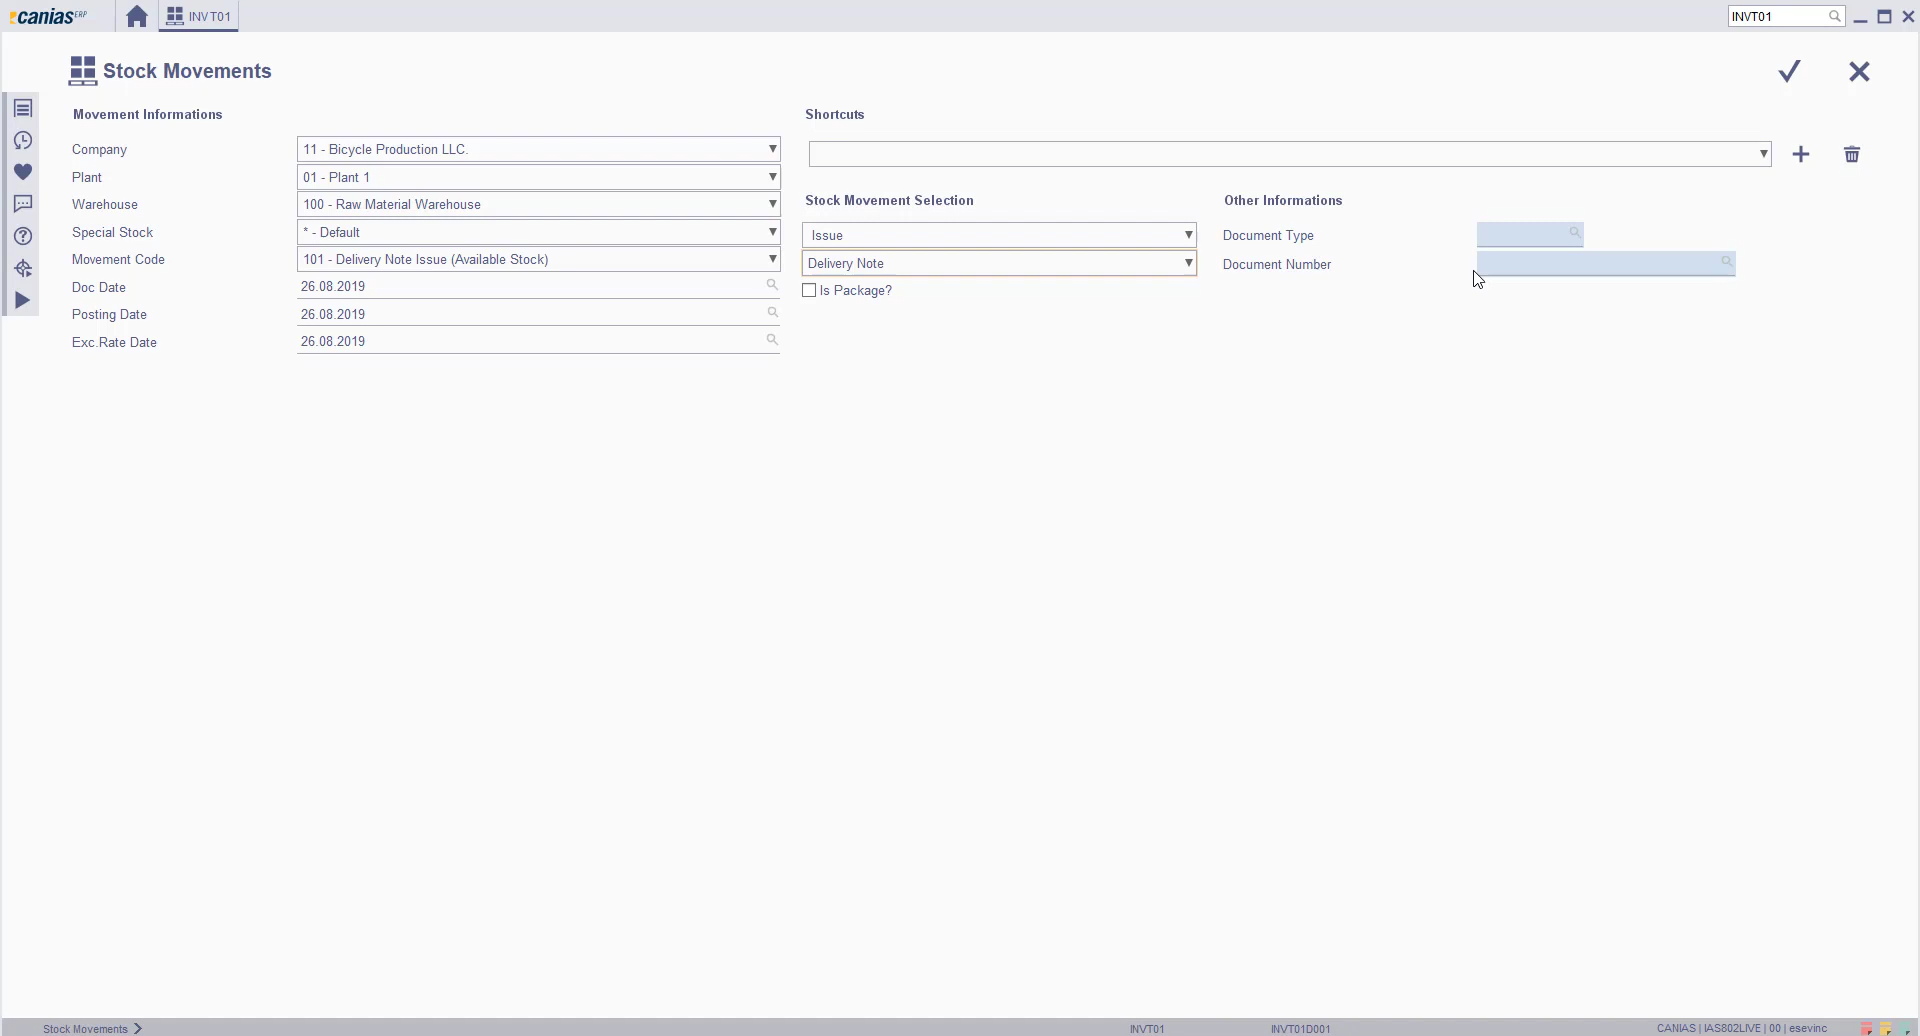 canias ERP
INVT01
INVT01
Stock Movements
Movement Informations
Company
11 - Bicycle Production LLC.
Plant
01 - Plant 1
Warehouse
100 - Raw Material Warehouse
Special Stock
* - Default
Movement Code
101 - Delivery Note Issue (Available Stock)
Doc Date
26.08.2019
Posting Date
26.08.2019
Exc.Rate Date
26.08.2019
Shortcuts
Stock Movement Selection
Issue
Delivery Note
Is Package?
Other Informations
Document Type
Document Number
Stock Movements
INVT01
INVT01D001
CANIAS | IAS802LIVE | 00 | esevinc